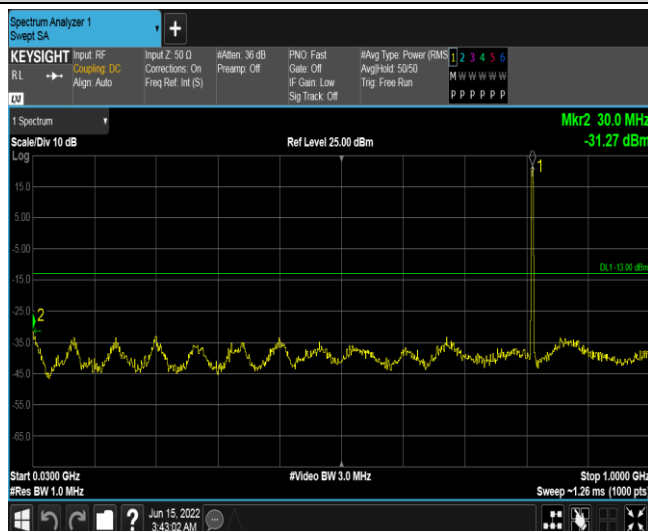 Spectrum Analyzer 1
Swept SA
+
KEYSIGHT
RL
LXI
Input: RF
Coupling: DC
Align: Auto
Input Z: 50 Ω
Corrections: On
Freq Ref: Int (S)
#Atten: 36 dB
Preamp: Off
PNO: Fast
Gate: Off
IF Gain: Low
Sig Track: Off
#Avg Type: Power (RMS
Avg|Hold: 50/50
Trig: Free Run
1 2 3 4 5 6
M W W W W W
P P P P P P
1 Spectrum
Mkr2 30.0 MHz
-31.27 dBm
Scale/Div 10 dB
Ref Level 25.00 dBm
Log
15.0
5.00
-5.00
-15.0
-25.0
-35.0
-45.0
-55.0
-65.0
1
2
DL1 -13.00 dBm
Start 0.0300 GHz
#Res BW 1.0 MHz
#Video BW 3.0 MHz
Stop 1.0000 GHz
Sweep ~1.26 ms (1000 pts)
?
Jun 15, 2022
3:43:02 AM